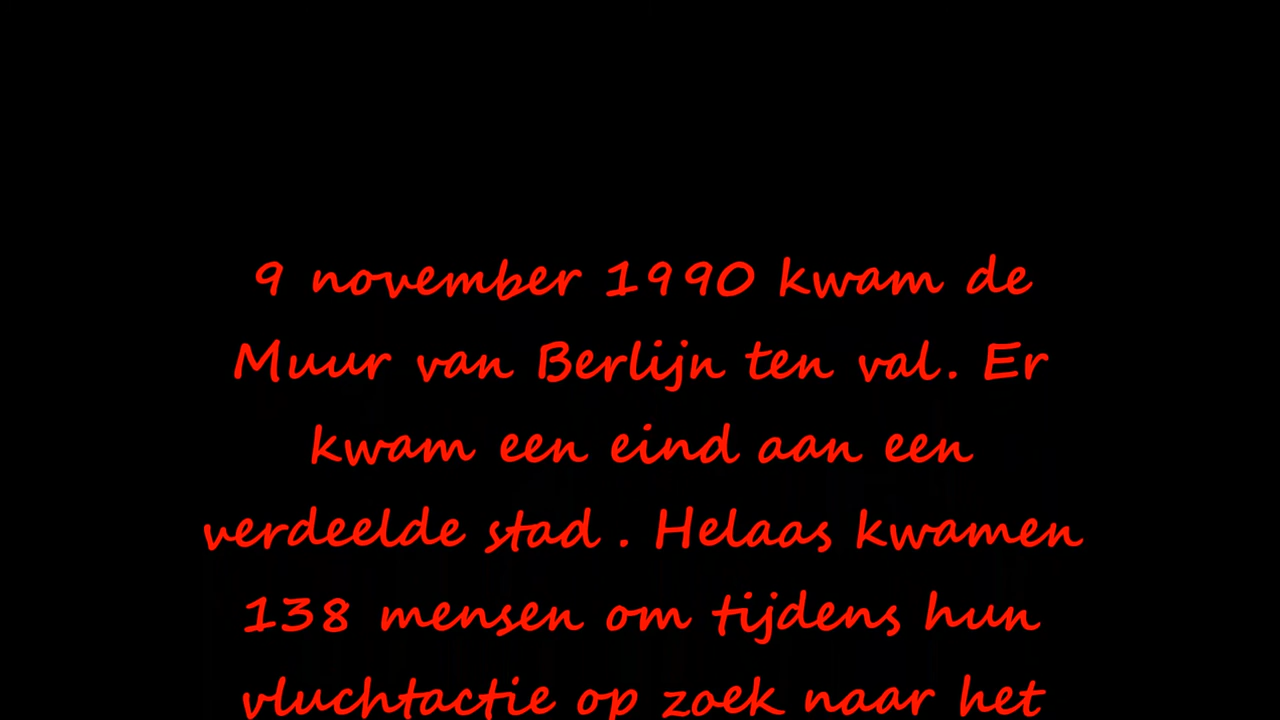 9 november 1990 kwam de
Muur van Berlijn ten val. Er
kwam een eind aan een
verdeelde stad . Helaas kwamen
138 mensen om tijdens hun
vluchtactie op zoek naar het